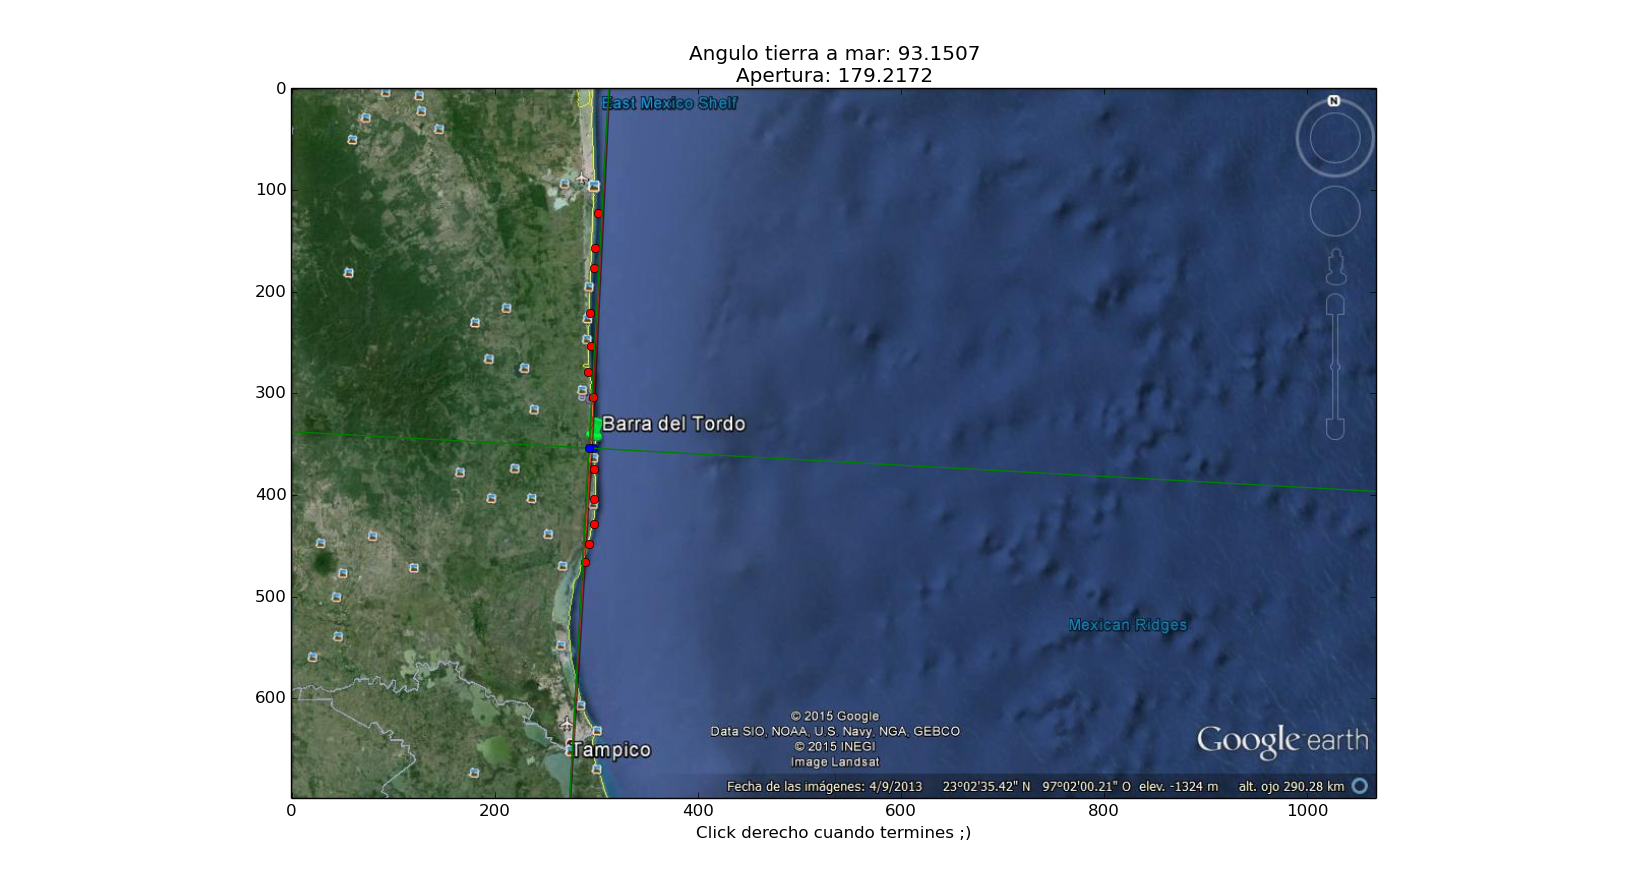 Angulo tierra a mar: 93.1507
Apertura: 179.2172
0
100
200
300
400
500
600
East Mexico Shelf
N
Barra del Tordo
Mexican Ridges
Tampico
© 2015 Google
Data SIO, NOAA, U.S. Navy, NGA, GEBCO
© 2015 INEGI
Image Landsat
Google earth
Fecha de las imágenes: 4/9/2013 23°02'35.42" N 97°02'00.21" O elev. -1324 m alt. ojo 290.28 km
0 200 400 600 800 1000
Click derecho cuando termines ;)